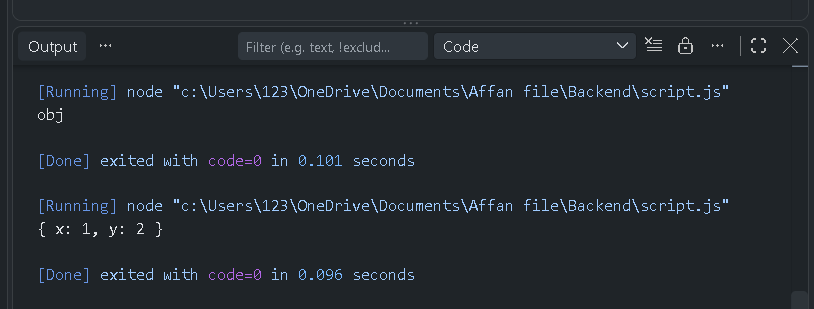 Output ··· Filter (e.g. text, !exclud... Code ···
[Running] node "c:\Users\123\OneDrive\Documents\Affan file\Backend\script.js"
obj
[Done] exited with code=0 in 0.101 seconds
[Running] node "c:\Users\123\OneDrive\Documents\Affan file\Backend\script.js"
{ x: 1, y: 2 }
[Done] exited with code=0 in 0.096 seconds